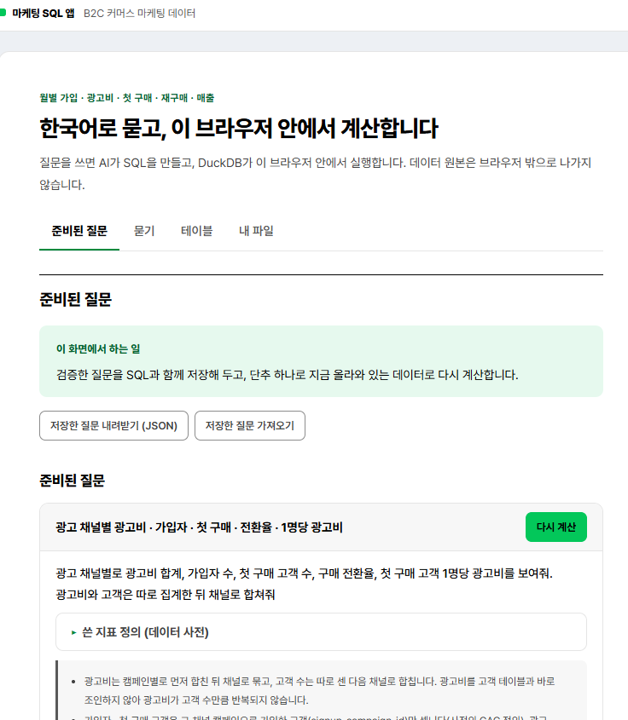 마케팅 SQL 앱 B2C 커머스 마케팅 데이터
월별 가입 · 광고비 · 첫 구매 · 재구매 · 매출
한국어로 묻고, 이 브라우저 안에서 계산합니다
질문을 쓰면 AI가 SQL을 만들고, DuckDB가 이 브라우저 안에서 실행합니다. 데이터 원본은 브라우저 밖으로 나가지
않습니다.
준비된 질문 묻기 테이블 내 파일
준비된 질문
이 화면에서 하는 일
검증한 질문을 SQL과 함께 저장해 두고, 단추 하나로 지금 올라와 있는 데이터로 다시 계산합니다.
저장한 질문 내려받기 (JSON) 저장한 질문 가져오기
준비된 질문
광고 채널별 광고비 · 가입자 · 첫 구매 · 전환율 · 1명당 광고비 다시 계산
광고 채널별로 광고비 합계, 가입자 수, 첫 구매 고객 수, 구매 전환율, 첫 구매 고객 1명당 광고비를 보여줘.
광고비와 고객은 따로 집계한 뒤 채널로 합쳐줘
▸ 쓴 지표 정의 (데이터 사전)
• 광고비는 캠페인별로 먼저 합친 뒤 채널로 묶고, 고객 수는 따로 센 다음 채널로 합칩니다. 광고비를 고객 테이블과 바로
조인하지 않아 광고비가 고객 수만큼 반복되지 않습니다.